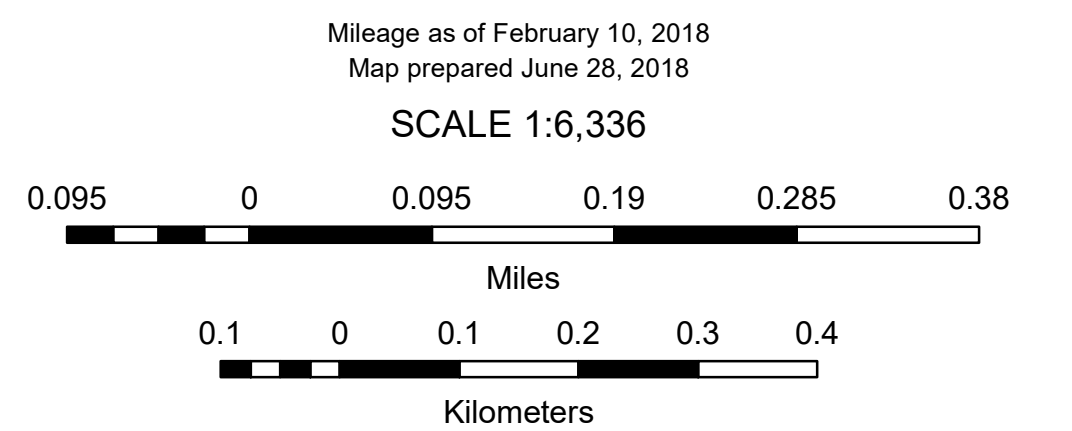 Mileage as of February 10, 2018
Map prepared June 28, 2018
SCALE 1:6,336
0.095 0 0.095 0.19 0.285 0.38
Miles
0.1 0 0.1 0.2 0.3 0.4
Kilometers